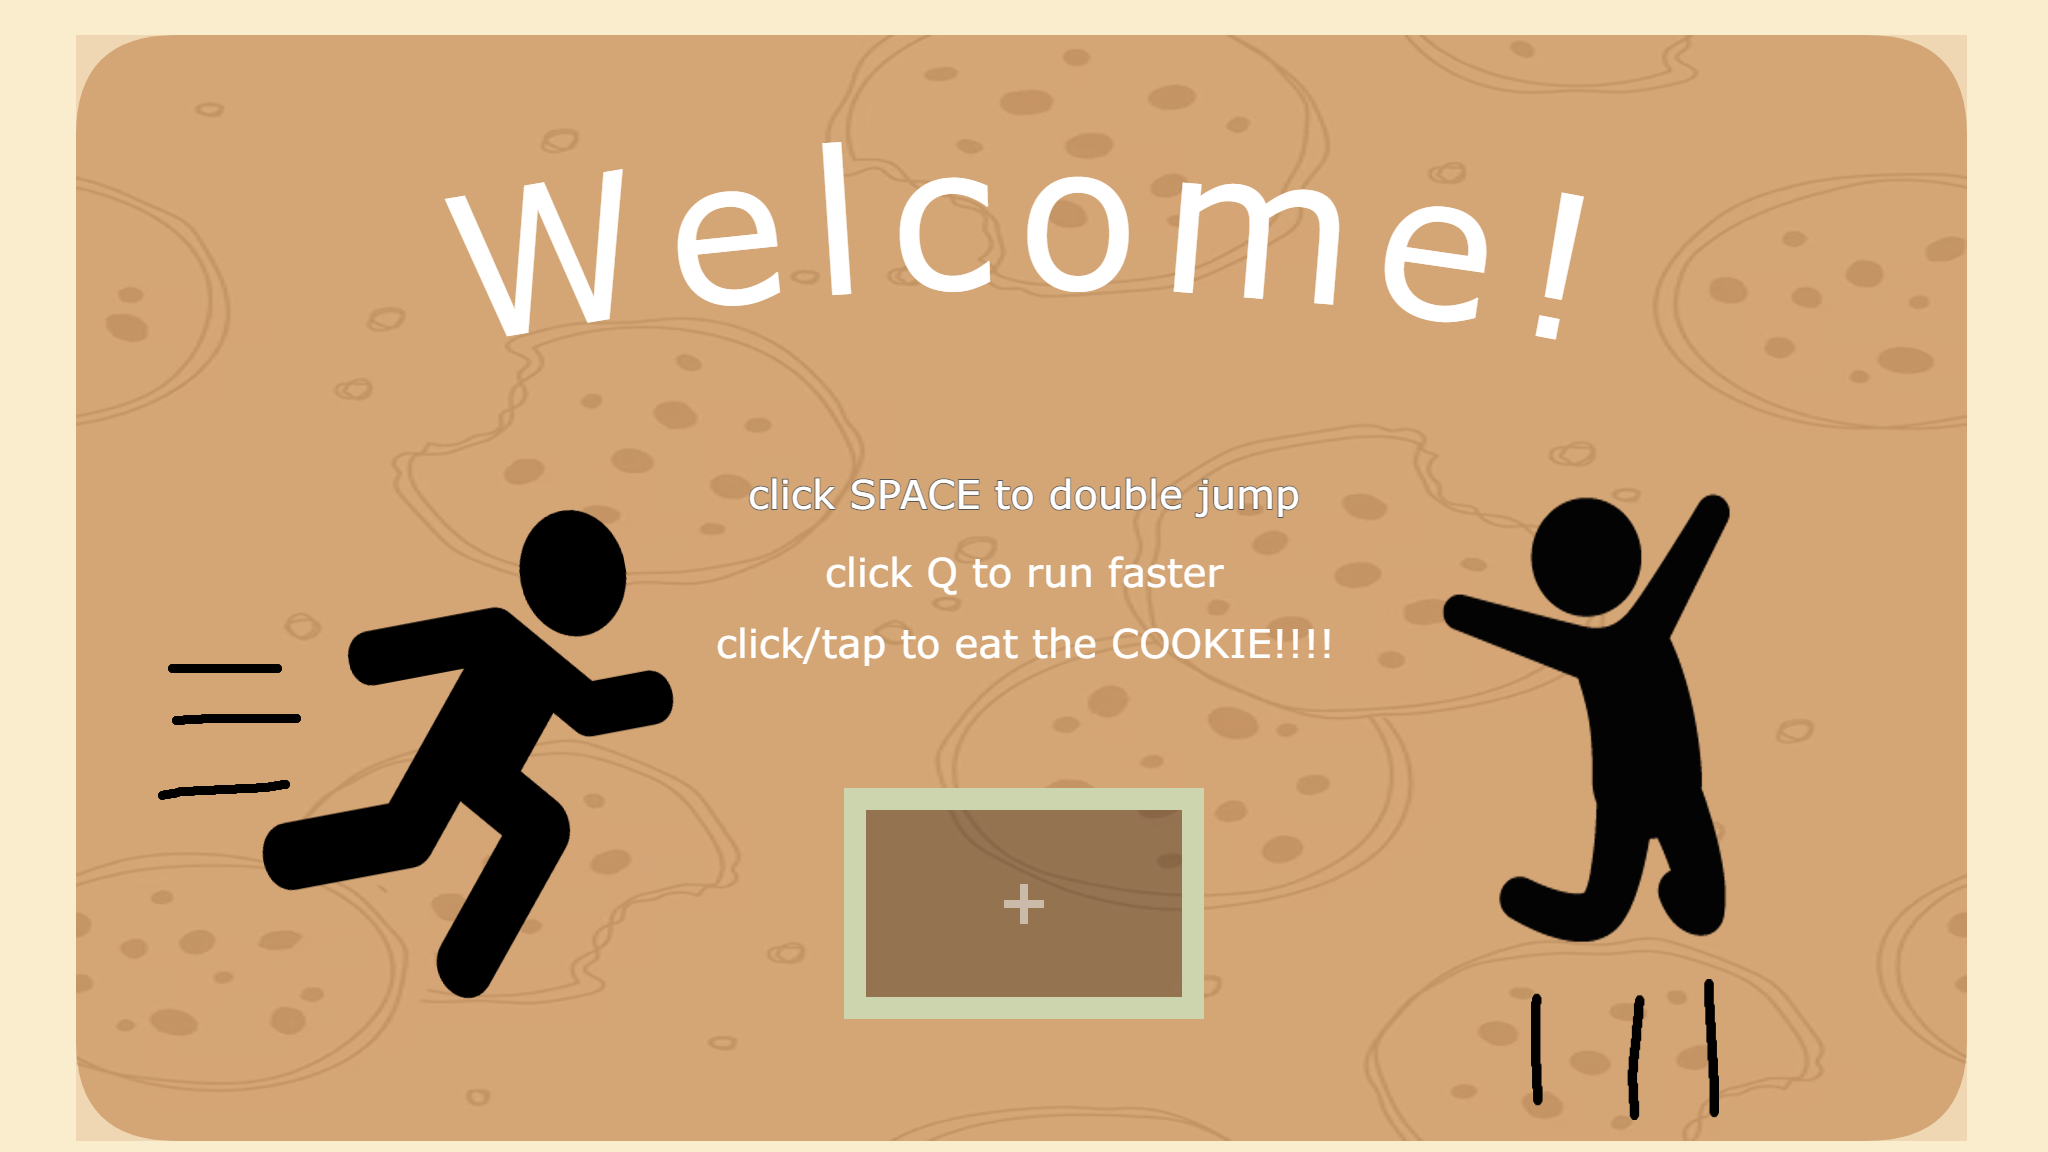 Welcome!
click SPACE to double jump
click Q to run faster
click/tap to eat the COOKIE!!!!
+